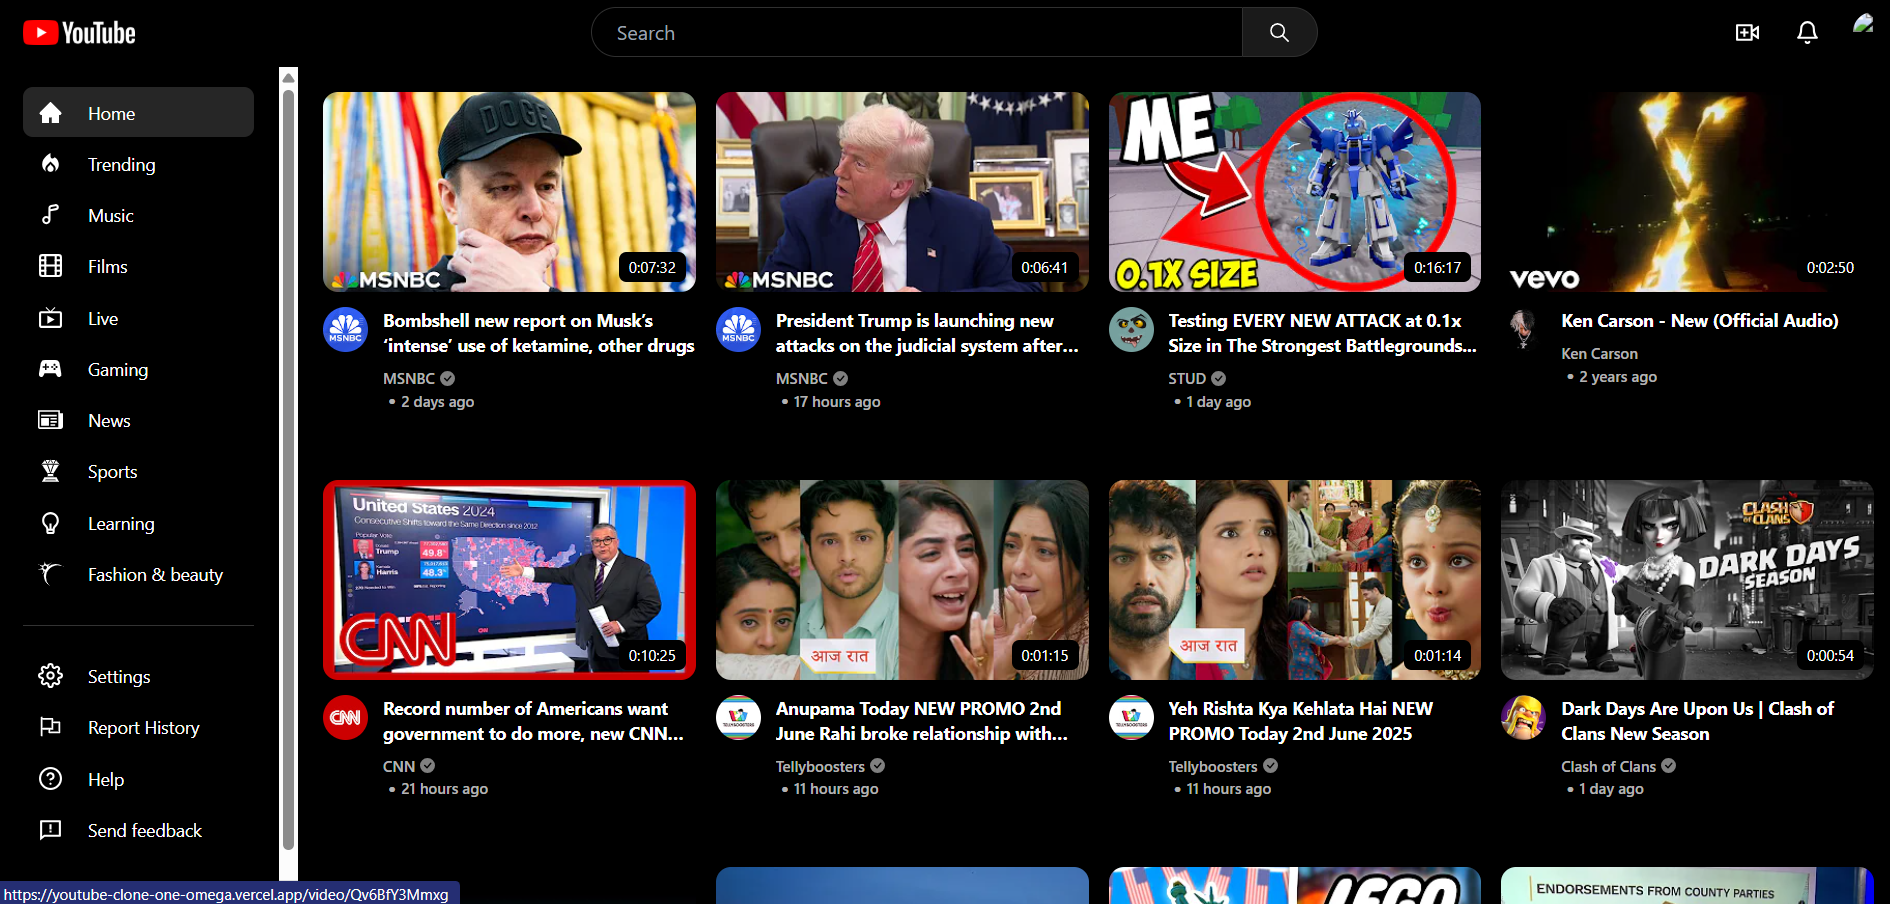 YouTube
Search
Home
Trending
Music
Films
Live
Gaming
News
Sports
Learning
Fashion & beauty
Settings
Report History
Help
Send feedback
DOGE
MSNBC
0:07:32
MSNBC
Bombshell new report on Musk’s
‘intense’ use of ketamine, other drugs
MSNBC
• 2 days ago
MSNBC
0:06:41
MSNBC
President Trump is launching new
attacks on the judicial system after...
MSNBC
• 17 hours ago
ME
0.1X SIZE
0:16:17
Testing EVERY NEW ATTACK at 0.1x
Size in The Strongest Battlegrounds...
STUD
• 1 day ago
vevo
0:02:50
Ken Carson - New (Official Audio)
Ken Carson
• 2 years ago
United States 2024
Consecutive Shifts toward the Same Direction since 2012
Popular Vote
Trump
49.8%
Harris
48.3%
CNN
0:10:25
CNN
Record number of Americans want
government to do more, new CNN...
CNN
• 21 hours ago
आज रात
0:01:15
TELLYBOOSTERS
Anupama Today NEW PROMO 2nd
June Rahi broke relationship with...
Tellyboosters
• 11 hours ago
आज रात
0:01:14
TELLYBOOSTERS
Yeh Rishta Kya Kehlata Hai NEW
PROMO Today 2nd June 2025
Tellyboosters
• 11 hours ago
CLASH OF CLANS
DARK DAYS
SEASON
0:00:54
Dark Days Are Upon Us | Clash of
Clans New Season
Clash of Clans
• 1 day ago
LEGO
ENDORSEMENTS FROM COUNTY PARTIES
https://youtube-clone-one-omega.vercel.app/video/Qv6BfY3Mmxg